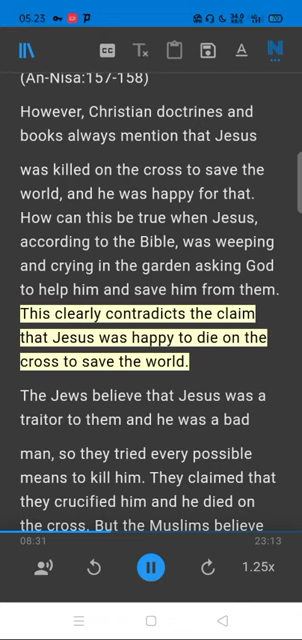 05.23
(An-Nisa:157-158)
However, Christian doctrines and
books always mention that Jesus
was killed on the cross to save the
world, and he was happy for that.
How can this be true when Jesus,
according to the Bible, was weeping
and crying in the garden asking God
to help him and save him from them.
This clearly contradicts the claim
that Jesus was happy to die on the
cross to save the world.
The Jews believe that Jesus was a
traitor to them and he was a bad
man, so they tried every possible
means to kill him. They claimed that
they crucified him and he died on
the cross. But the Muslims believe
08:31 23:13
1.25x